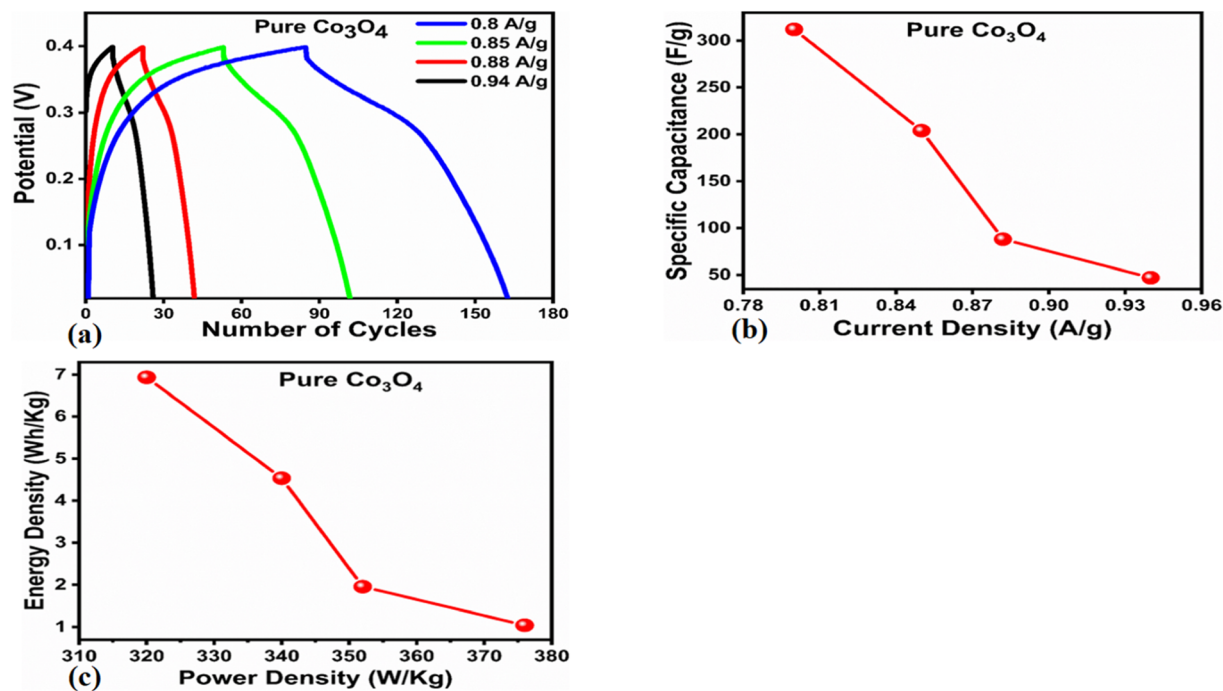 Pure Co₃O₄
0.8 A/g
0.85 A/g
0.88 A/g
0.94 A/g
Potential (V)
0.4
0.3
0.2
0.1
0 30 60 90 120 150 180
Number of Cycles
(a)
Pure Co₃O₄
Specific Capacitance (F/g)
300
250
200
150
100
50
0.78 0.81 0.84 0.87 0.90 0.93 0.96
Current Density (A/g)
(b)
Pure Co₃O₄
Energy Density (Wh/Kg)
7
6
5
4
3
2
1
310 320 330 340 350 360 370 380
Power Density (W/Kg)
(c)